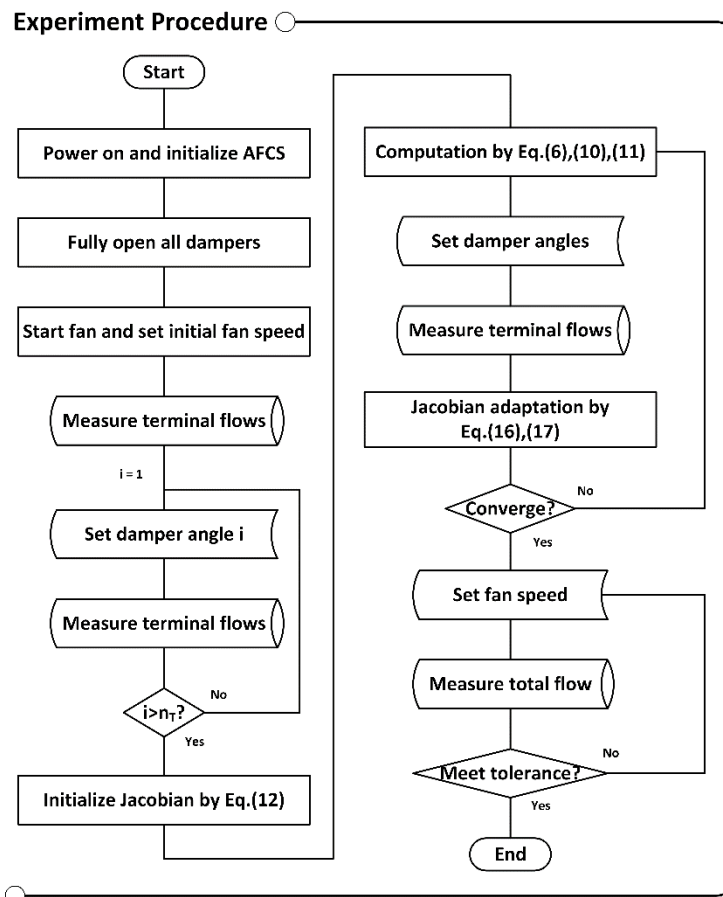 Experiment Procedure
Start
Power on and initialize AFCS
Fully open all dampers
Start fan and set initial fan speed
Measure terminal flows
i = 1
Set damper angle i
Measure terminal flows
No
i>nT?
Yes
Initialize Jacobian by Eq.(12)
Computation by Eq.(6),(10),(11)
Set damper angles
Measure terminal flows
Jacobian adaptation by
Eq.(16),(17)
No
Converge?
Yes
Set fan speed
Measure total flow
No
Meet tolerance?
Yes
End